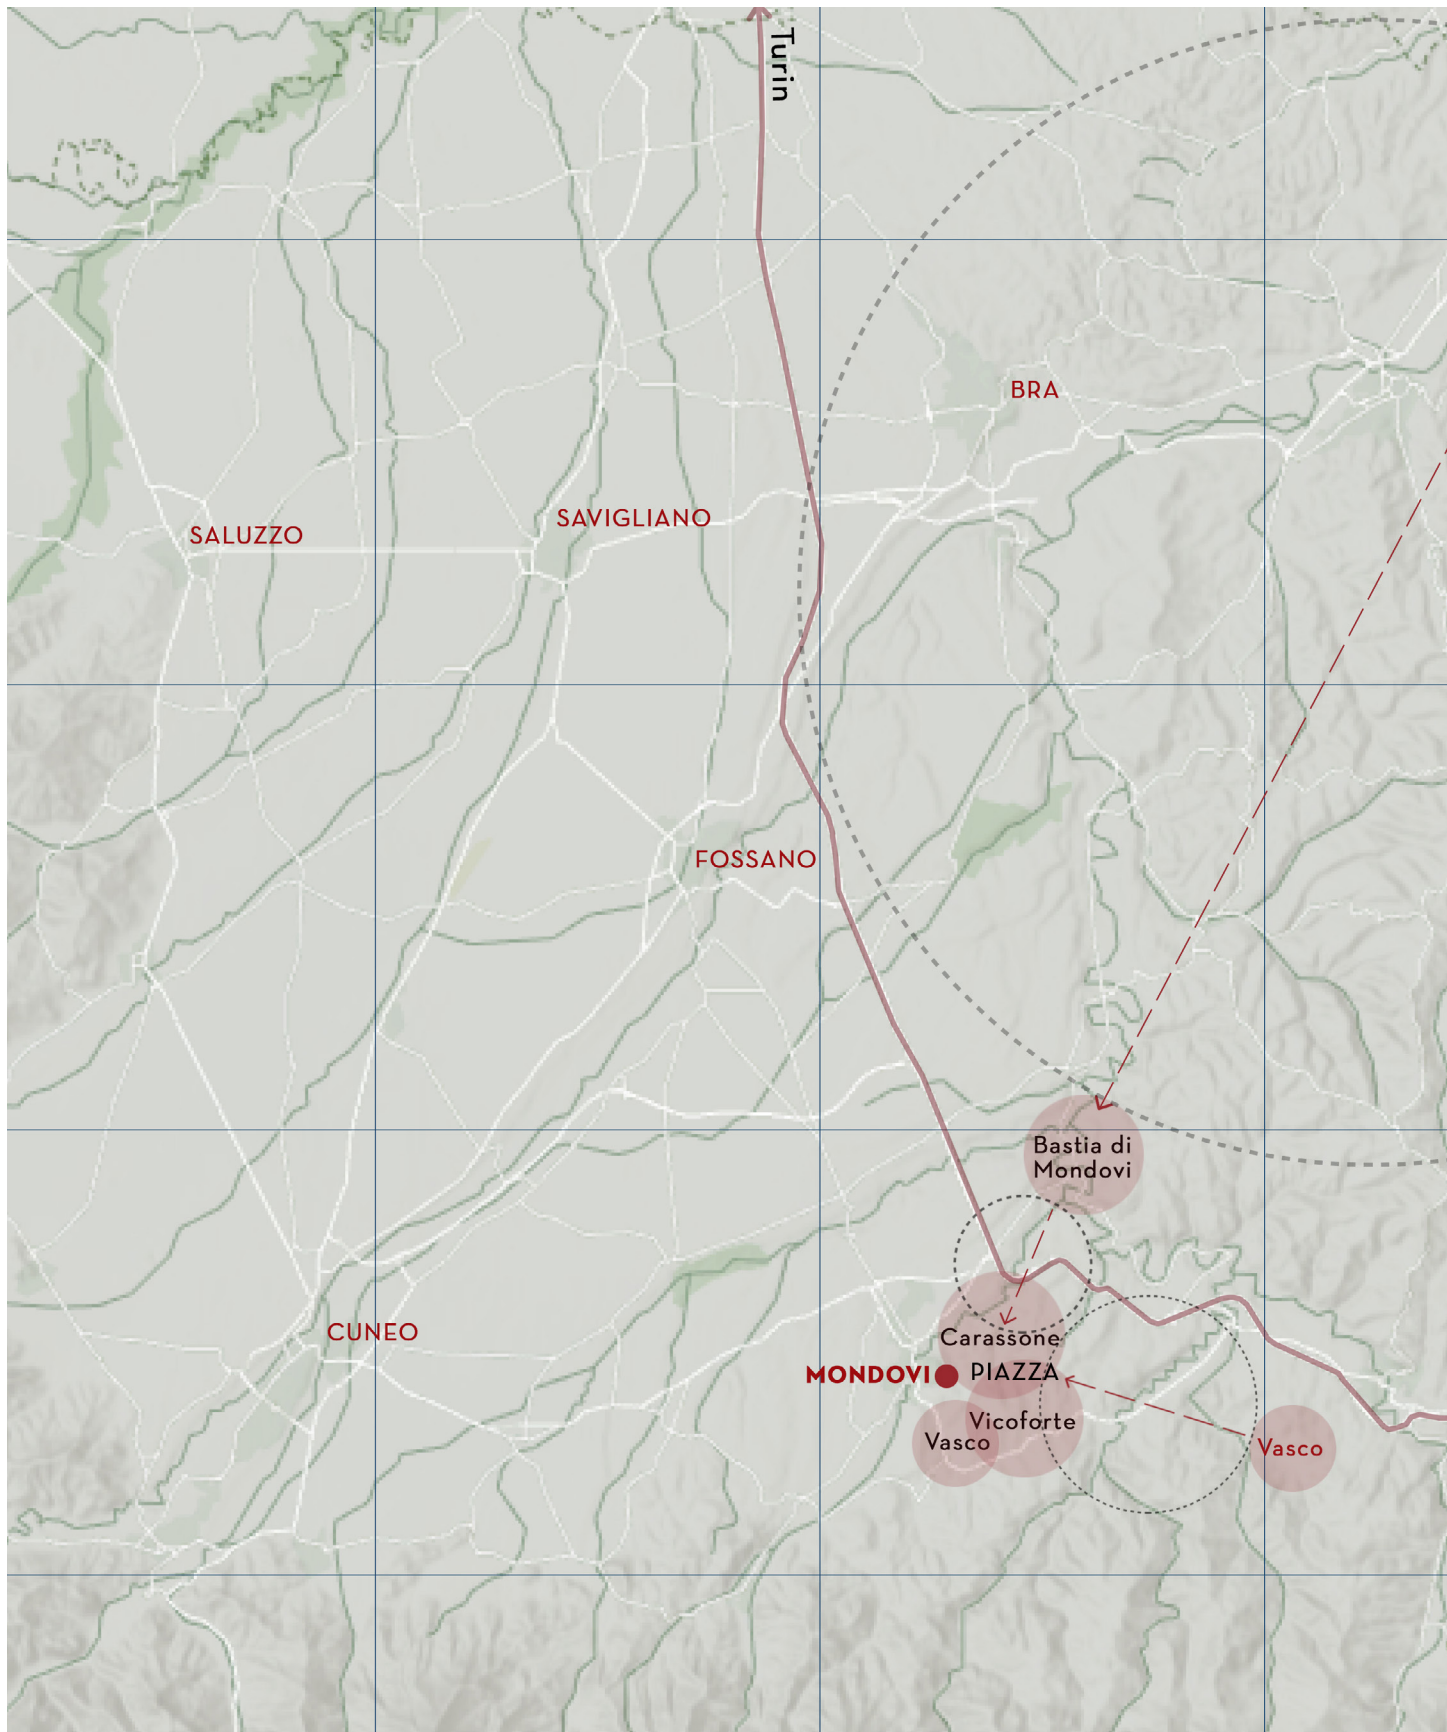 Turin
BRA
SAVIGLIANO
SALUZZO
FOSSANO
Bastia di
Mondovi
CUNEO
Carassone
MONDOVI
PIAZZA
Vicoforte
Vasco
Vasco